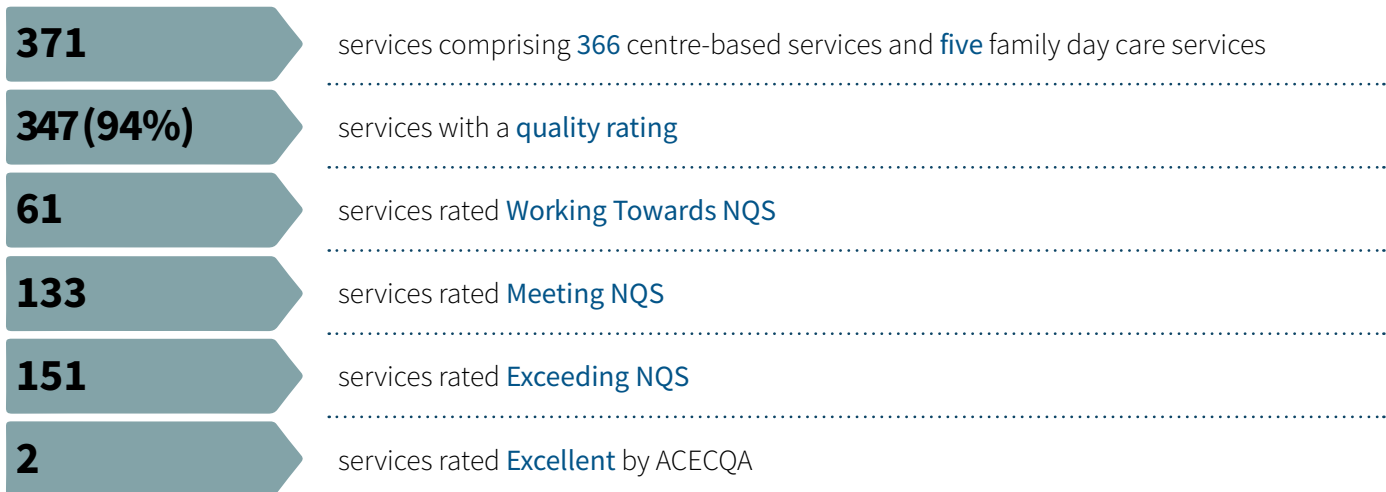 371 services comprising 366 centre-based services and five family day care services
347 (94%) services with a quality rating
61 services rated Working Towards NQS
133 services rated Meeting NQS
151 services rated Exceeding NQS
2 services rated Excellent by ACECQA